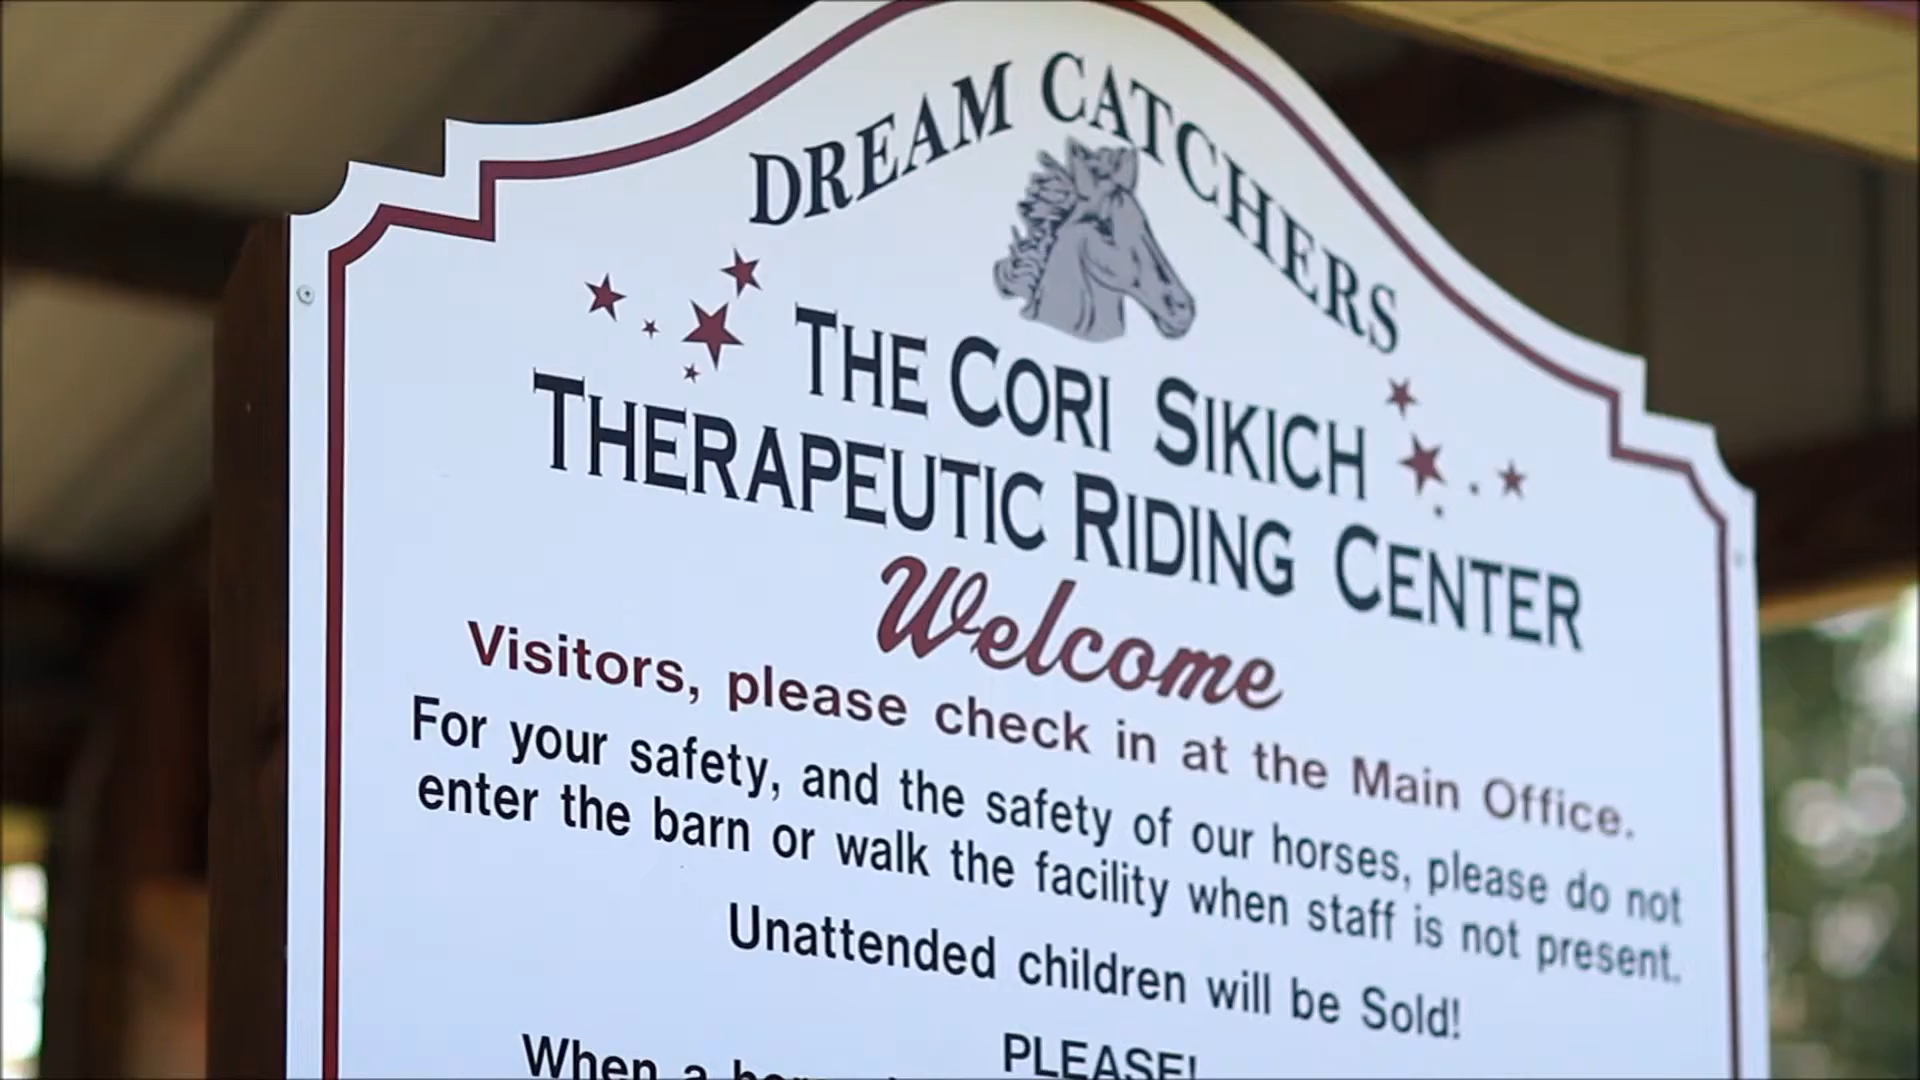 DREAM CATCHERS
THE CORI SIKICH
THERAPEUTIC RIDING CENTER
Welcome
Visitors, please check in at the Main Office.
For your safety, and the safety of our horses, please do not
enter the barn or walk the facility when staff is not present.
Unattended children will be Sold!
PLEASE!
When a